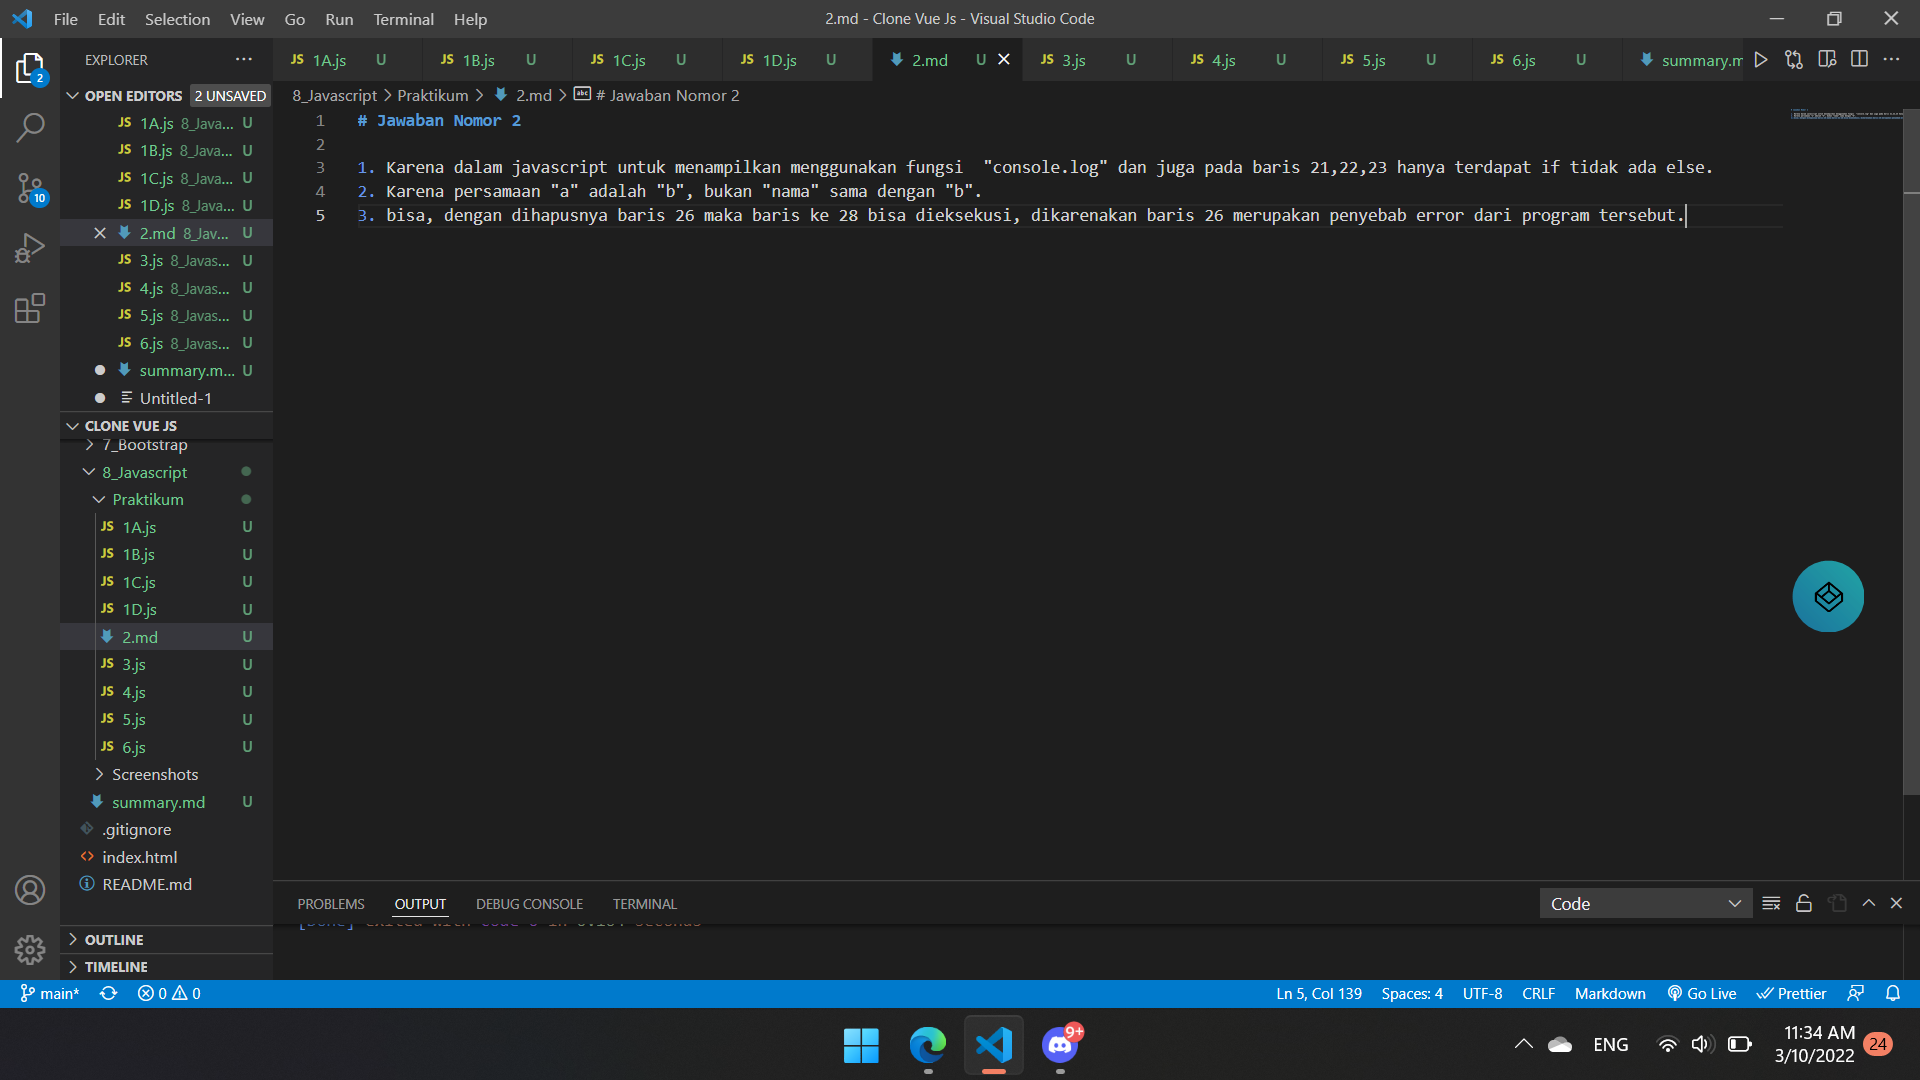 File Edit Selection View Go Run Terminal Help
2.md - Clone Vue Js - Visual Studio Code
EXPLORER
JS 1A.js U
JS 1B.js U
JS 1C.js U
JS 1D.js U
2.md U
JS 3.js U
JS 4.js U
JS 5.js U
JS 6.js U
summary.m
2
OPEN EDITORS 2 UNSAVED
JS 1A.js 8_Java... U
JS 1B.js 8_Java... U
JS 1C.js 8_Java... U
JS 1D.js 8_Java... U
2.md 8_Jav... U
JS 3.js 8_Javas... U
JS 4.js 8_Javas... U
JS 5.js 8_Javas... U
JS 6.js 8_Javas... U
summary.m... U
Untitled-1
10
CLONE VUE JS
7_Bootstrap
8_Javascript
Praktikum
JS 1A.js U
JS 1B.js U
JS 1C.js U
JS 1D.js U
2.md U
JS 3.js U
JS 4.js U
JS 5.js U
JS 6.js U
Screenshots
summary.md U
.gitignore
index.html
README.md
OUTLINE
TIMELINE
8_Javascript > Praktikum > 2.md > abc # Jawaban Nomor 2
1 # Jawaban Nomor 2
2
3 1. Karena dalam javascript untuk menampilkan menggunakan fungsi  "console.log" dan juga pada baris 21,22,23 hanya terdapat if tidak ada else.
4 2. Karena persamaan "a" adalah "b", bukan "nama" sama dengan "b".
5 3. bisa, dengan dihapusnya baris 26 maka baris ke 28 bisa dieksekusi, dikarenakan baris 26 merupakan penyebab error dari program tersebut.
PROBLEMS OUTPUT DEBUG CONSOLE TERMINAL
Code
[Done] exited with code 0 in seconds
main* 0 0
Ln 5, Col 139 Spaces: 4 UTF-8 CRLF Markdown Go Live Prettier
9+
ENG
11:34 AM
3/10/2022
24